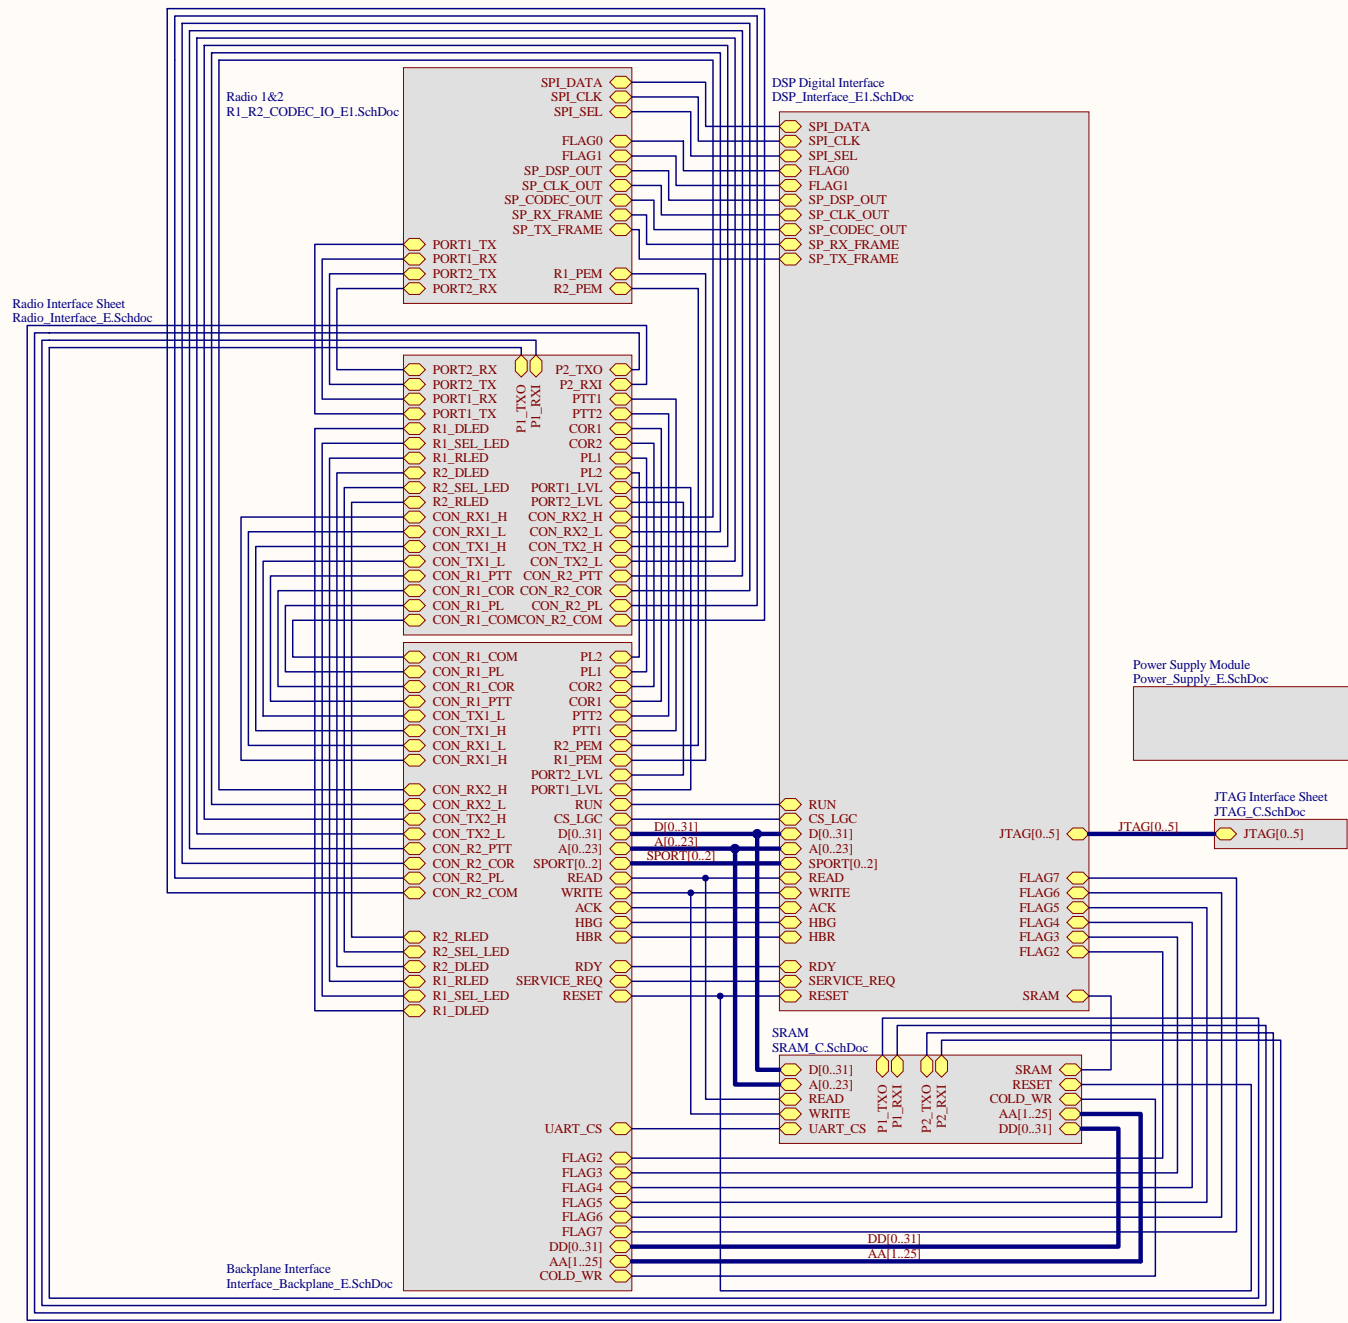 Radio 1&2
R1_R2_CODEC_IO_E1.SchDoc
SPI_DATA
SPI_CLK
SPI_SEL
FLAG0
FLAG1
SP_DSP_OUT
SP_CLK_OUT
SP_CODEC_OUT
SP_RX_FRAME
SP_TX_FRAME
PORT1_TX
PORT1_RX
PORT2_TX
PORT2_RX
R1_PEM
R2_PEM
DSP Digital Interface
DSP_Interface_E1.SchDoc
SPI_DATA
SPI_CLK
SPI_SEL
FLAG0
FLAG1
SP_DSP_OUT
SP_CLK_OUT
SP_CODEC_OUT
SP_RX_FRAME
SP_TX_FRAME
RUN
CS_LGC
D[0..31]
A[0..23]
SPORT[0..2]
READ
WRITE
ACK
HBG
HBR
RDY
SERVICE_REQ
RESET
JTAG[0..5]
FLAG7
FLAG6
FLAG5
FLAG4
FLAG3
FLAG2
SRAM
Radio Interface Sheet
Radio_Interface_E.Schdoc
PORT2_RX
PORT2_TX
PORT1_RX
PORT1_TX
R1_DLED
R1_SEL_LED
R1_RLED
R2_DLED
R2_SEL_LED
R2_RLED
CON_RX1_H
CON_RX1_L
CON_TX1_H
CON_TX1_L
CON_R1_PTT
CON_R1_COR
CON_R1_PL
CON_R1_COM
P1_TXO
P1_RXI
P2_TXO
P2_RXI
PTT1
PTT2
COR1
COR2
PL1
PL2
PORT1_LVL
PORT2_LVL
CON_RX2_H
CON_RX2_L
CON_TX2_H
CON_TX2_L
CON_R2_PTT
CON_R2_COR
CON_R2_PL
CON_R2_COM
CON_R1_COM
CON_R1_PL
CON_R1_COR
CON_R1_PTT
CON_TX1_L
CON_TX1_H
CON_RX1_L
CON_RX1_H
CON_RX2_H
CON_RX2_L
CON_TX2_H
CON_TX2_L
CON_R2_PTT
CON_R2_COR
CON_R2_PL
CON_R2_COM
R2_RLED
R2_SEL_LED
R2_DLED
R1_RLED
R1_SEL_LED
R1_DLED
PL2
PL1
COR2
COR1
PTT2
PTT1
R2_PEM
R1_PEM
PORT2_LVL
PORT1_LVL
RUN
CS_LGC
D[0..31]
A[0..23]
SPORT[0..2]
READ
WRITE
ACK
HBG
HBR
RDY
SERVICE_REQ
RESET
UART_CS
FLAG2
FLAG3
FLAG4
FLAG5
FLAG6
FLAG7
DD[0..31]
AA[1..25]
COLD_WR
Backplane Interface
Interface_Backplane_E.SchDoc
D[0..31]
A[0..23]
SPORT[0..2]
Power Supply Module
Power_Supply_E.SchDoc
JTAG Interface Sheet
JTAG_C.SchDoc
JTAG[0..5]
JTAG[0..5]
SRAM
SRAM_C.SchDoc
D[0..31]
A[0..23]
READ
WRITE
UART_CS
P1_TXO
P1_RXI
P2_TXO
P2_RXI
SRAM
RESET
COLD_WR
AA[1..25]
DD[0..31]
DD[0..31]
AA[1..25]